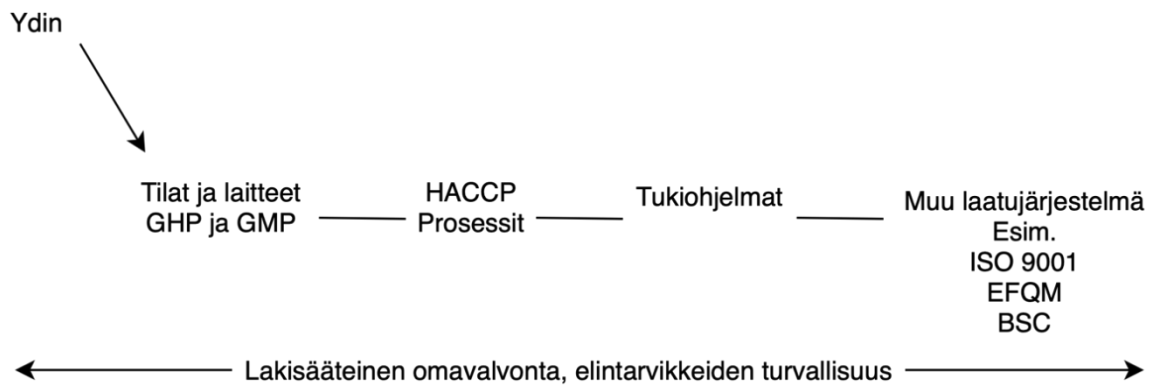 Ydin
Tilat ja laitteet
GHP ja GMP
HACCP
Prosessit
Tukiohjelmat
Muu laatujärjestelmä
Esim.
ISO 9001
EFQM
BSC
Lakisääteinen omavalvonta, elintarvikkeiden turvallisuus